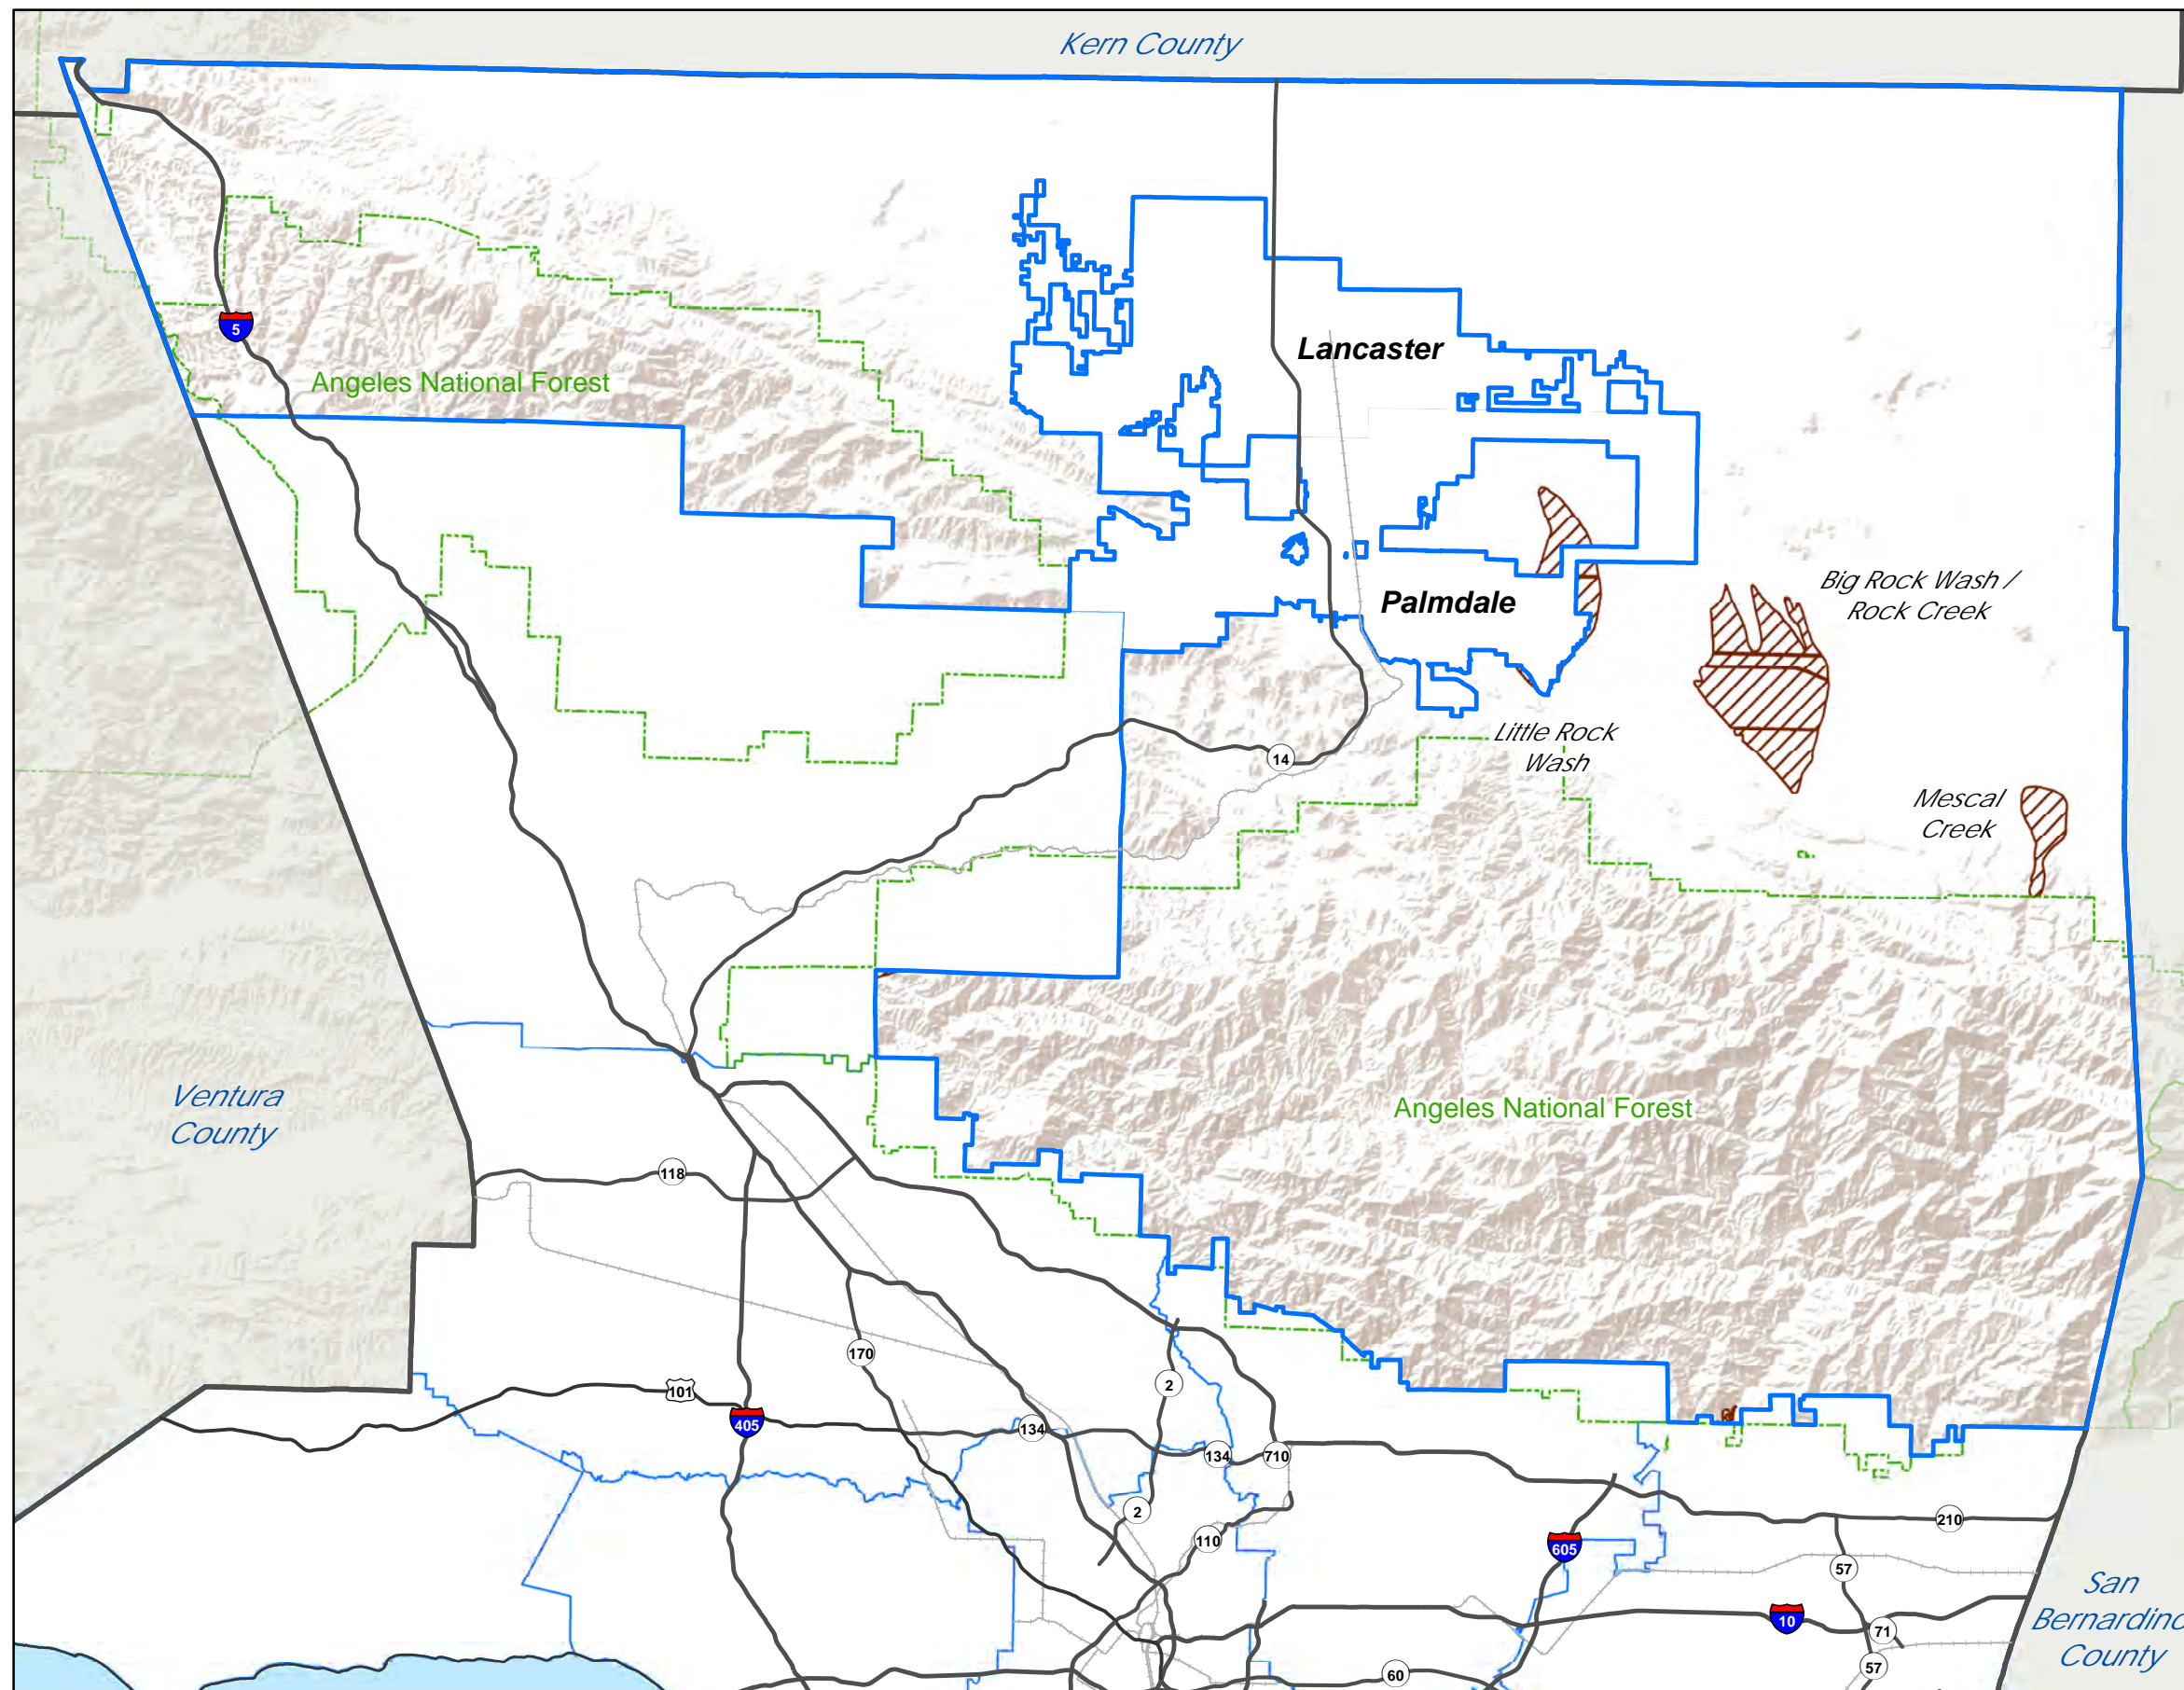 Kern County
5
Lancaster
Angeles National Forest
Big Rock Wash /
Rock Creek
Palmdale
Little Rock
Wash
14
Mescal
Creek
Ventura
County
Angeles National Forest
118
170
2
101
405
134
134
710
2
110
210
605
57
San
Bernardino
County
10
71
60
57